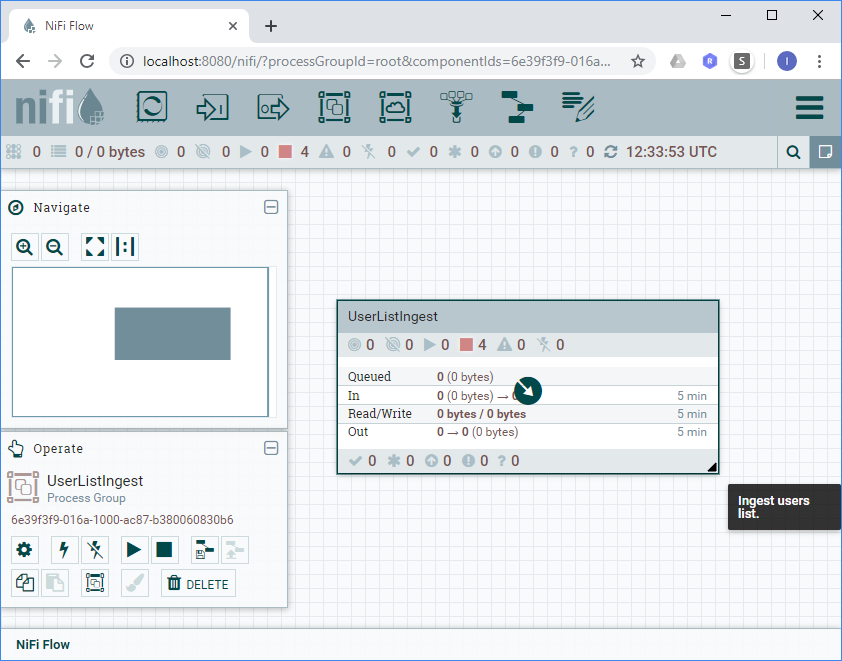 NiFi Flow
localhost:8080/nifi/?processGroupId=root&componentIds=6e39f3f9-016a...
R
S
I
nifi
0 0 / 0 bytes 0 0 0 4 0 0 0 0 0 0 ? 0 12:33:53 UTC
Navigate
UserListIngest
0 0 0 4 0 0
Queued 0 (0 bytes)
In 0 (0 bytes) → 5 min
Read/Write 0 bytes / 0 bytes 5 min
Out 0 → 0 (0 bytes) 5 min
0 0 0 0 ? 0
Operate
UserListIngest
Process Group
6e39f3f9-016a-1000-ac87-b380060830b6
DELETE
Ingest users
list.
NiFi Flow